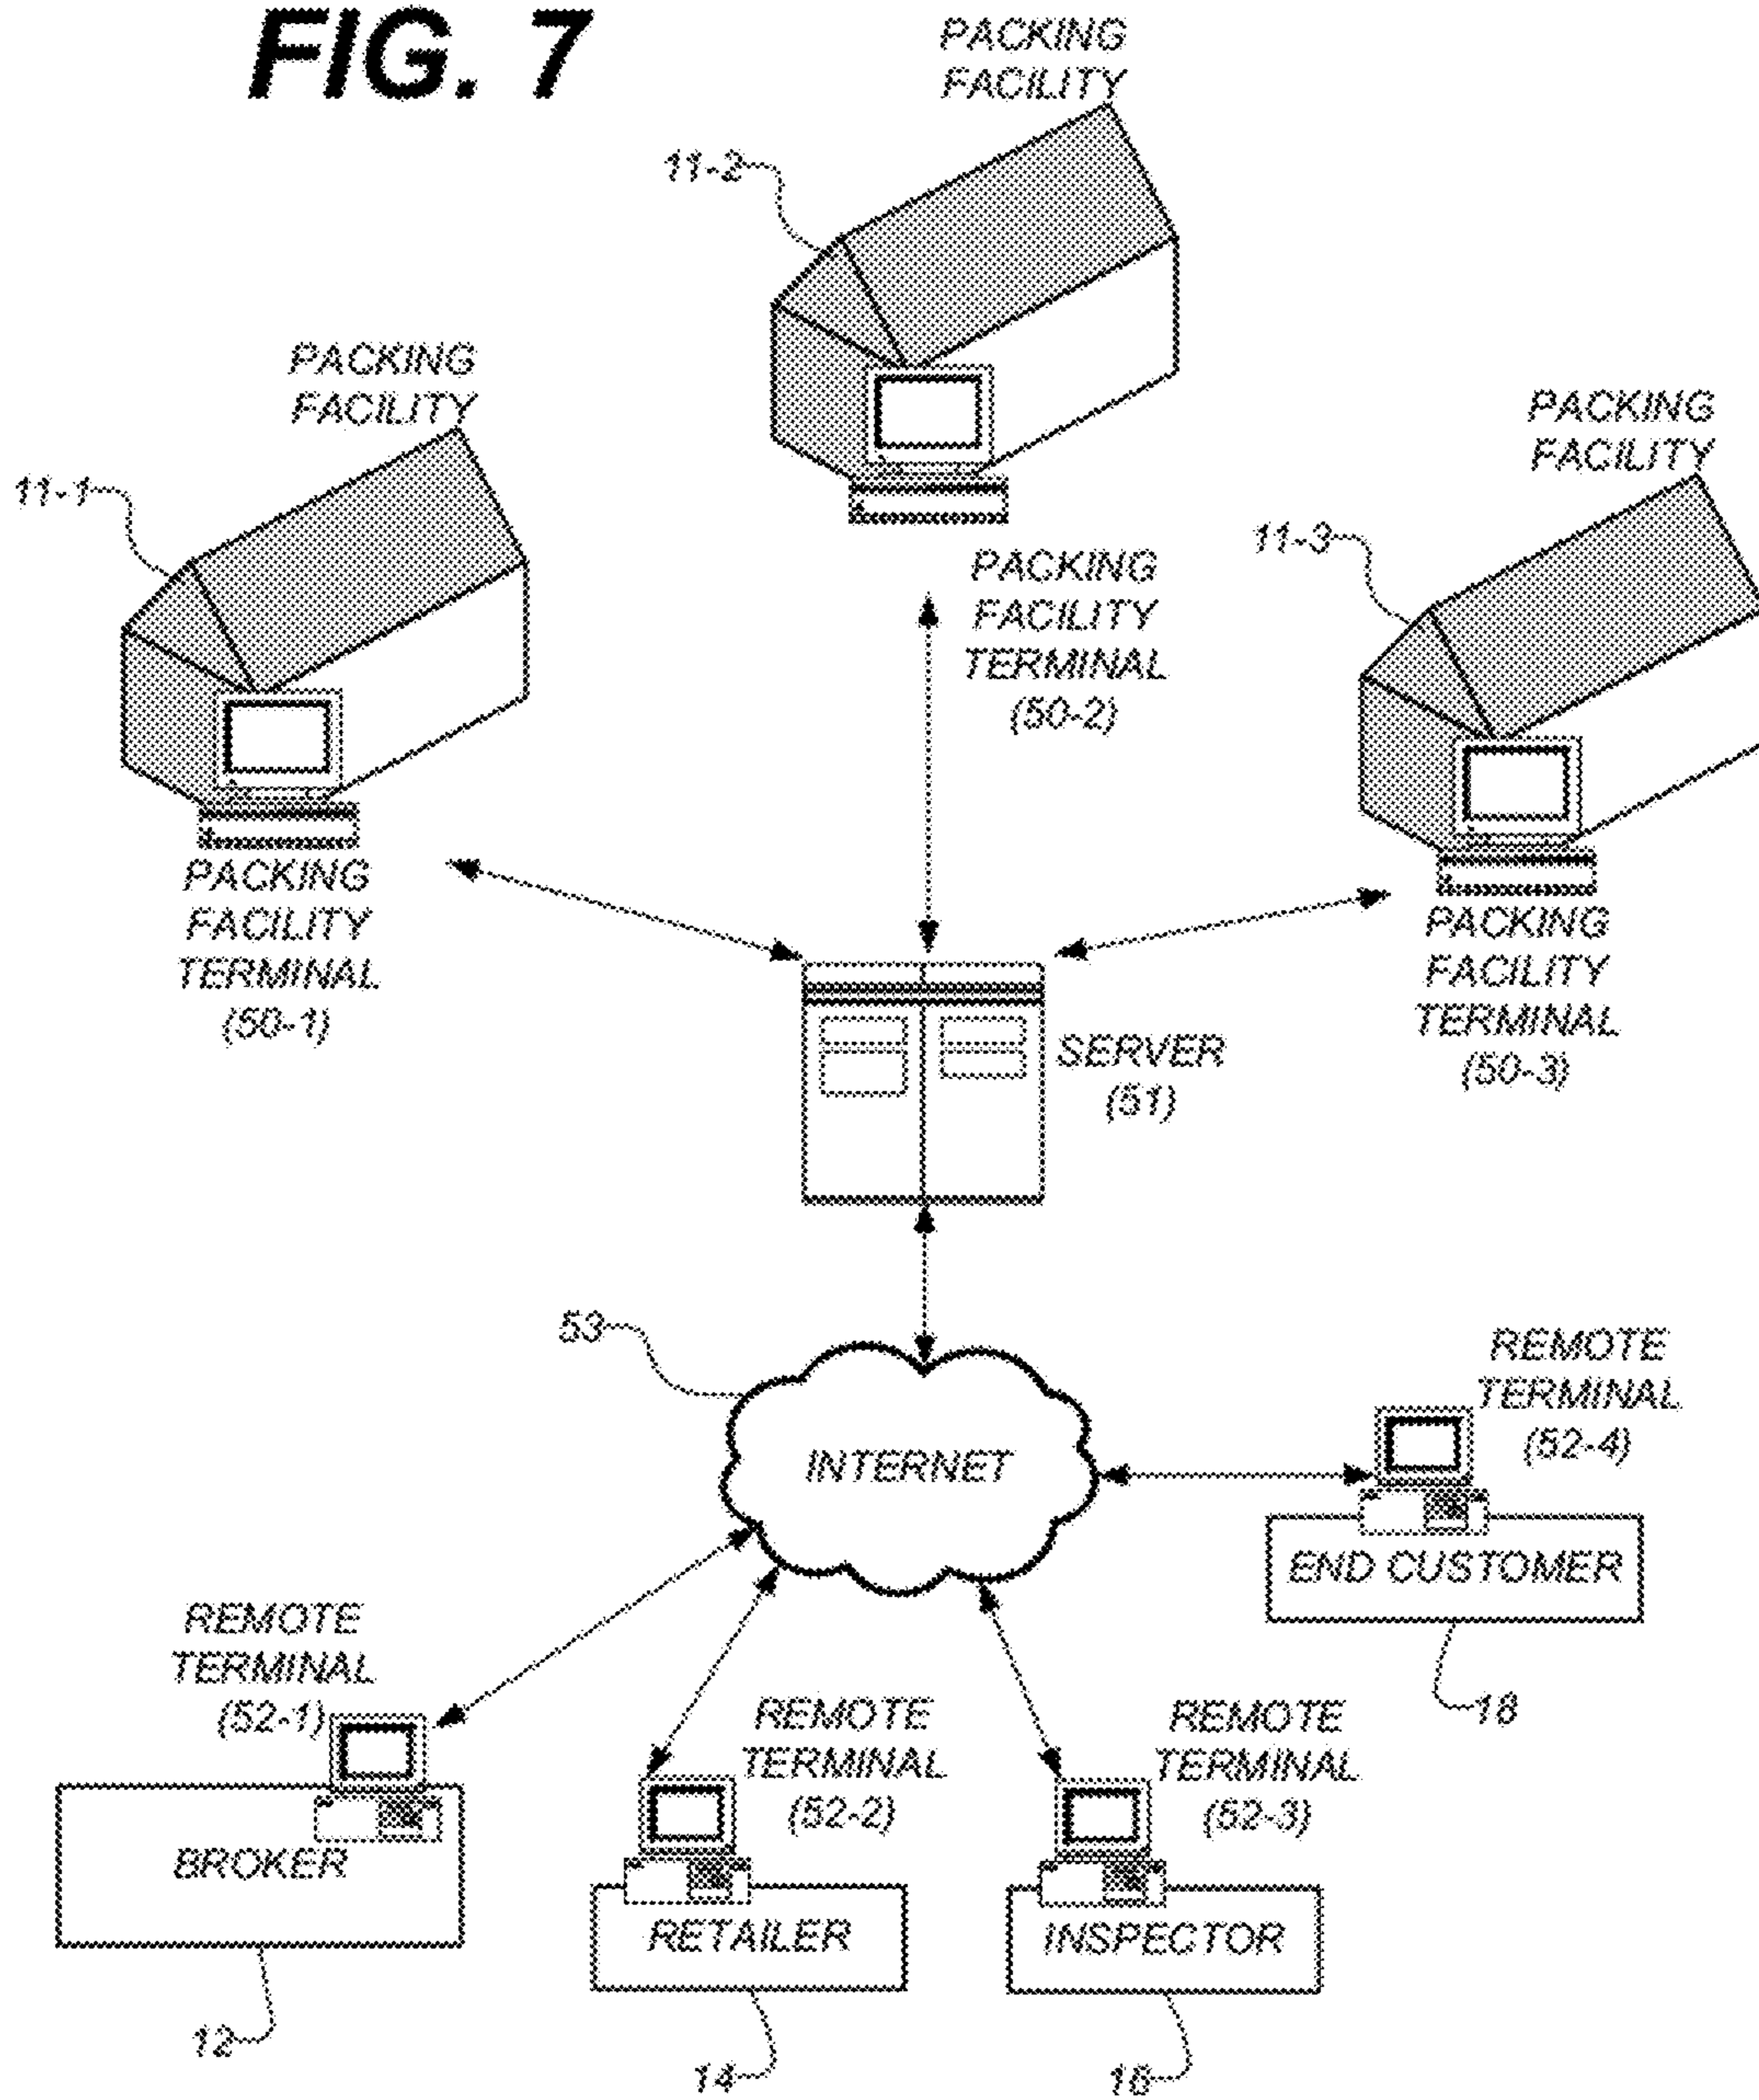 FIG. 7
PACKING
FACILITY
11-2
PACKING
FACILITY
11-1
PACKING
FACILITY
11-3
PACKING
FACILITY
TERMINAL
(50-2)
PACKING
FACILITY
TERMINAL
(50-1)
PACKING
FACILITY
TERMINAL
(50-3)
SERVER
(51)
53
INTERNET
REMOTE
TERMINAL
(52-4)
END CUSTOMER
18
REMOTE
TERMINAL
(52-1)
BROKER
12
REMOTE
TERMINAL
(52-2)
RETAILER
14
REMOTE
TERMINAL
(52-3)
INSPECTOR
16